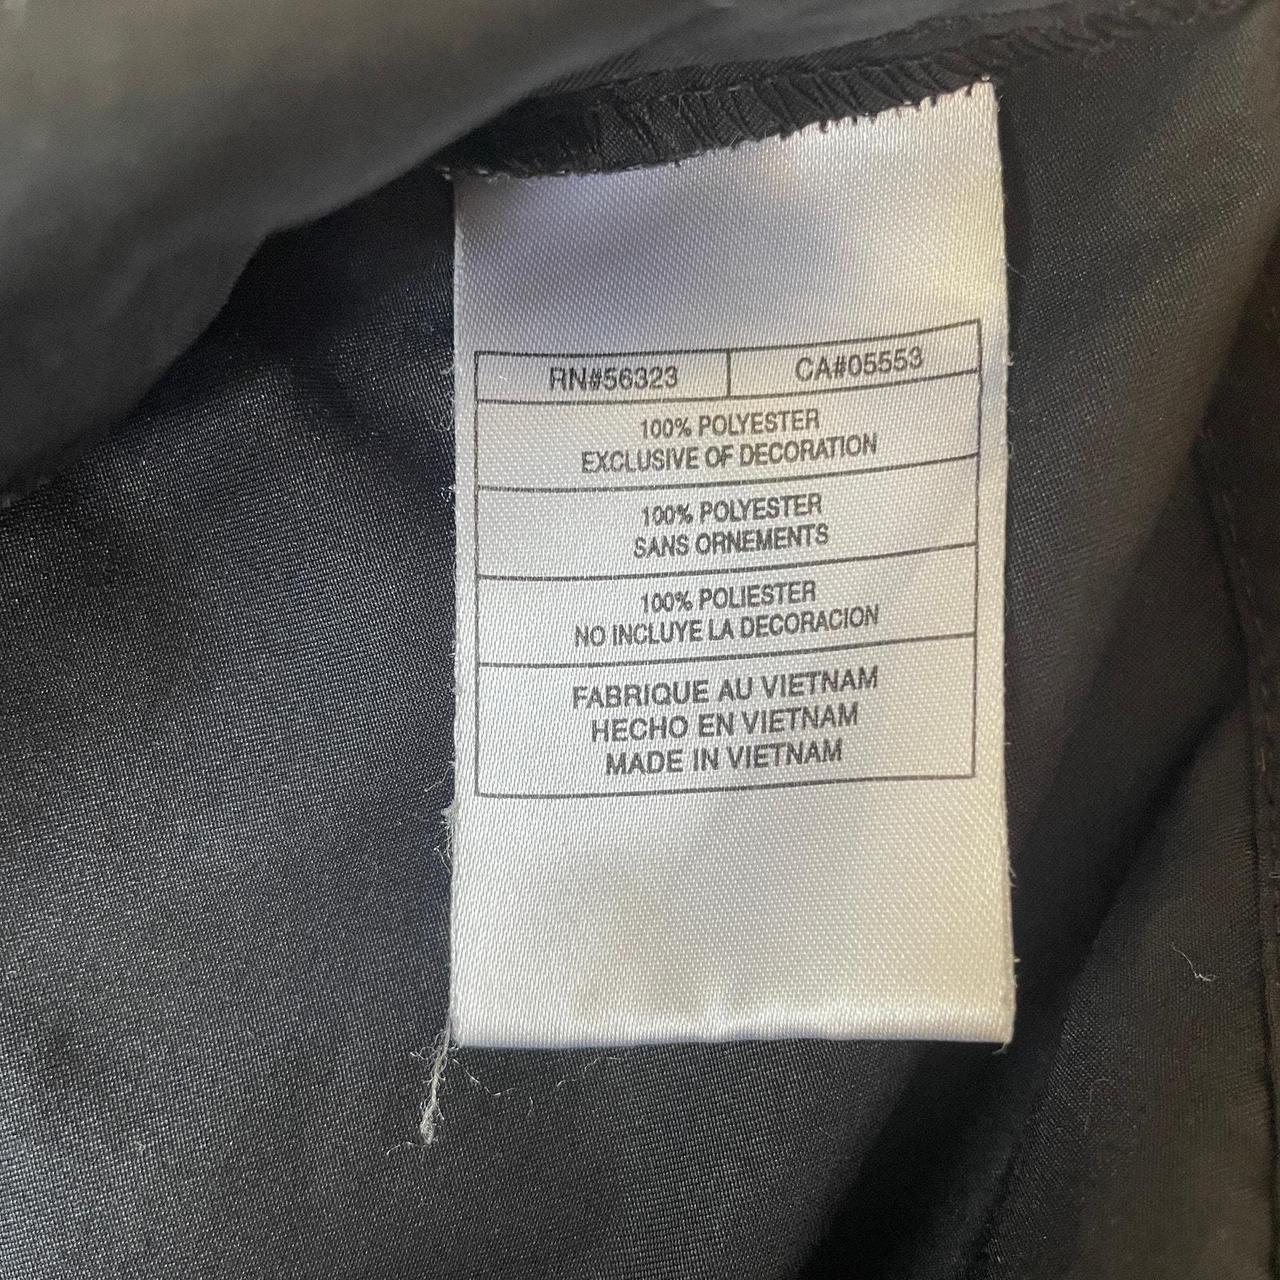 RN#56323 CA#05553
100% POLYESTER
EXCLUSIVE OF DECORATION
100% POLYESTER
SANS ORNEMENTS
100% POLIESTER
NO INCLUYE LA DECORACION
FABRIQUE AU VIETNAM
HECHO EN VIETNAM
MADE IN VIETNAM